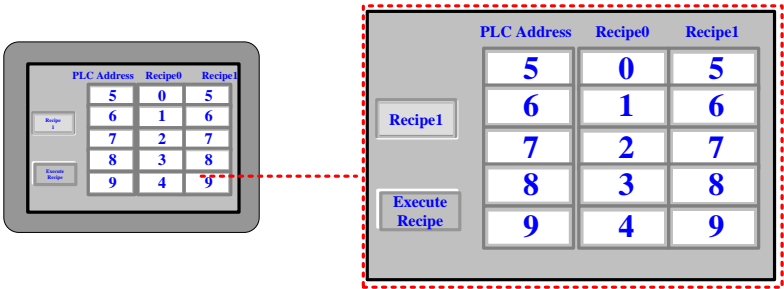 PLC Address Recipe0 Recipe1
5 0 5
6 1 6
7 2 7
8 3 8
9 4 9
Recipe
1
Execute
Recipe
PLC Address Recipe0 Recipe1
5 0 5
6 1 6
7 2 7
8 3 8
9 4 9
Recipe1
Execute
Recipe